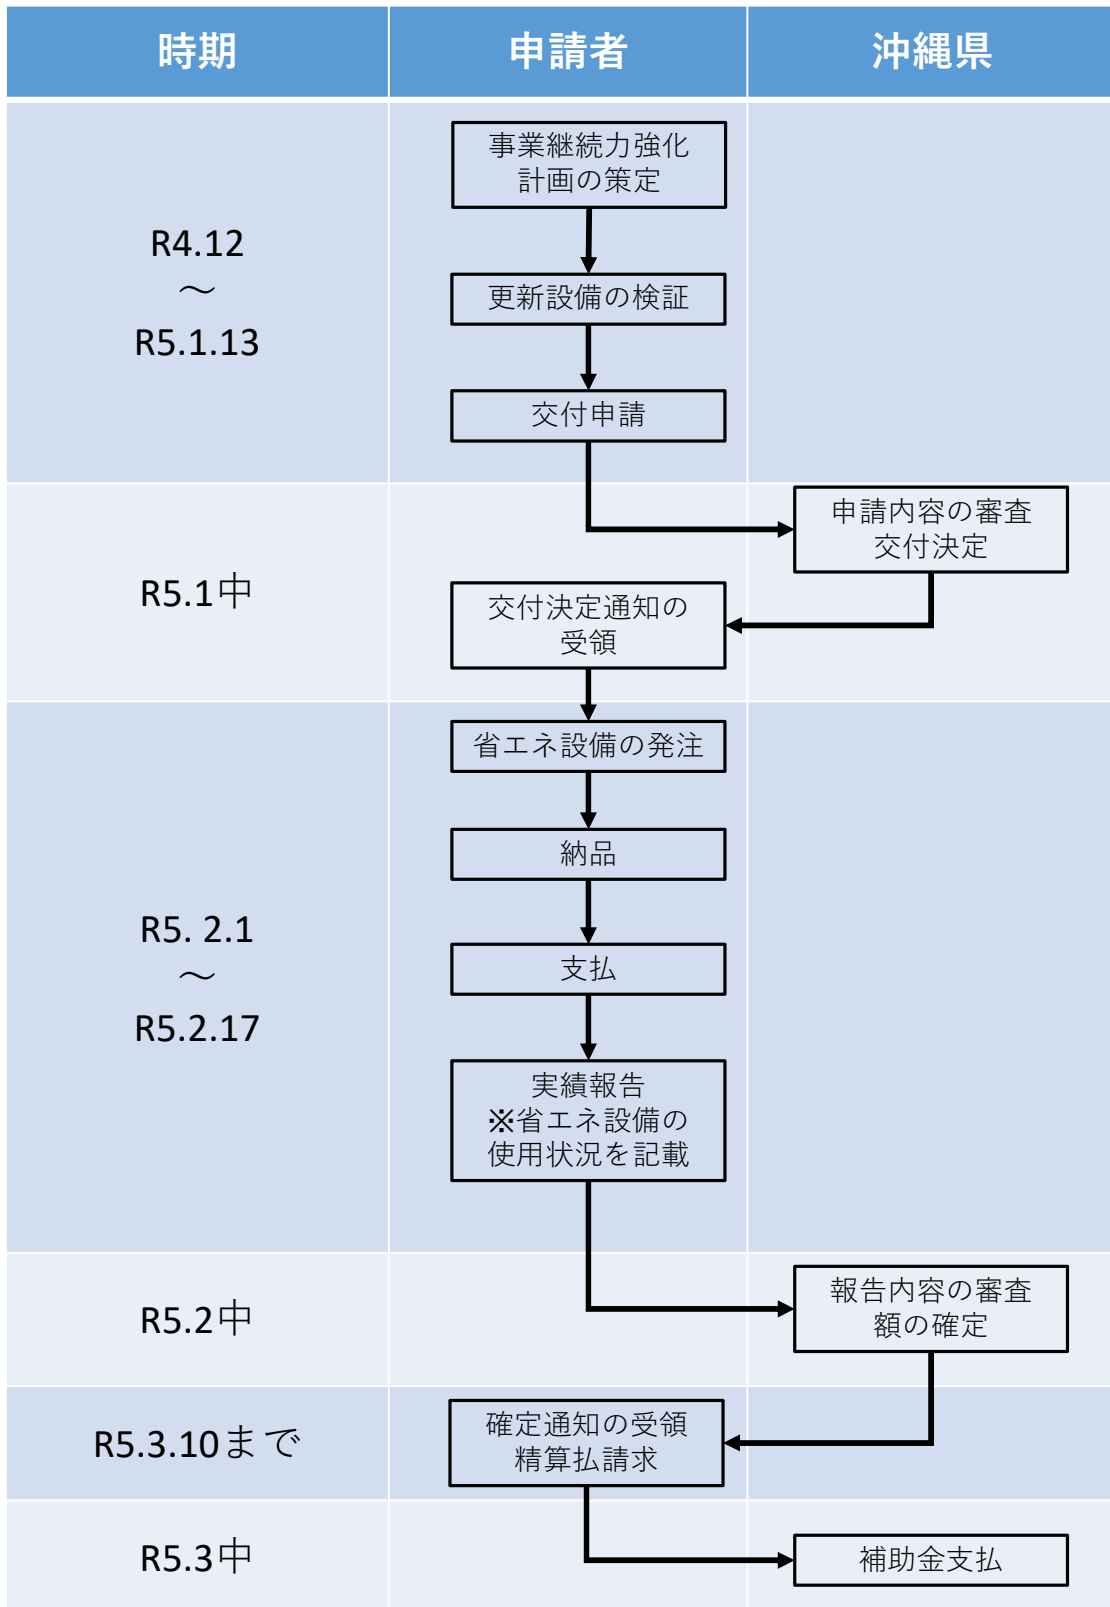 時期
申請者
沖縄県
R4.12
～
R5.1.13
事業継続力強化
計画の策定
更新設備の検証
交付申請
R5.1中
申請内容の審査
交付決定
交付決定通知の
受領
R5. 2.1
～
R5.2.17
省エネ設備の発注
納品
支払
実績報告
※省エネ設備の
使用状況を記載
R5.2中
報告内容の審査
額の確定
R5.3.10まで
確定通知の受領
精算払請求
R5.3中
補助金支払